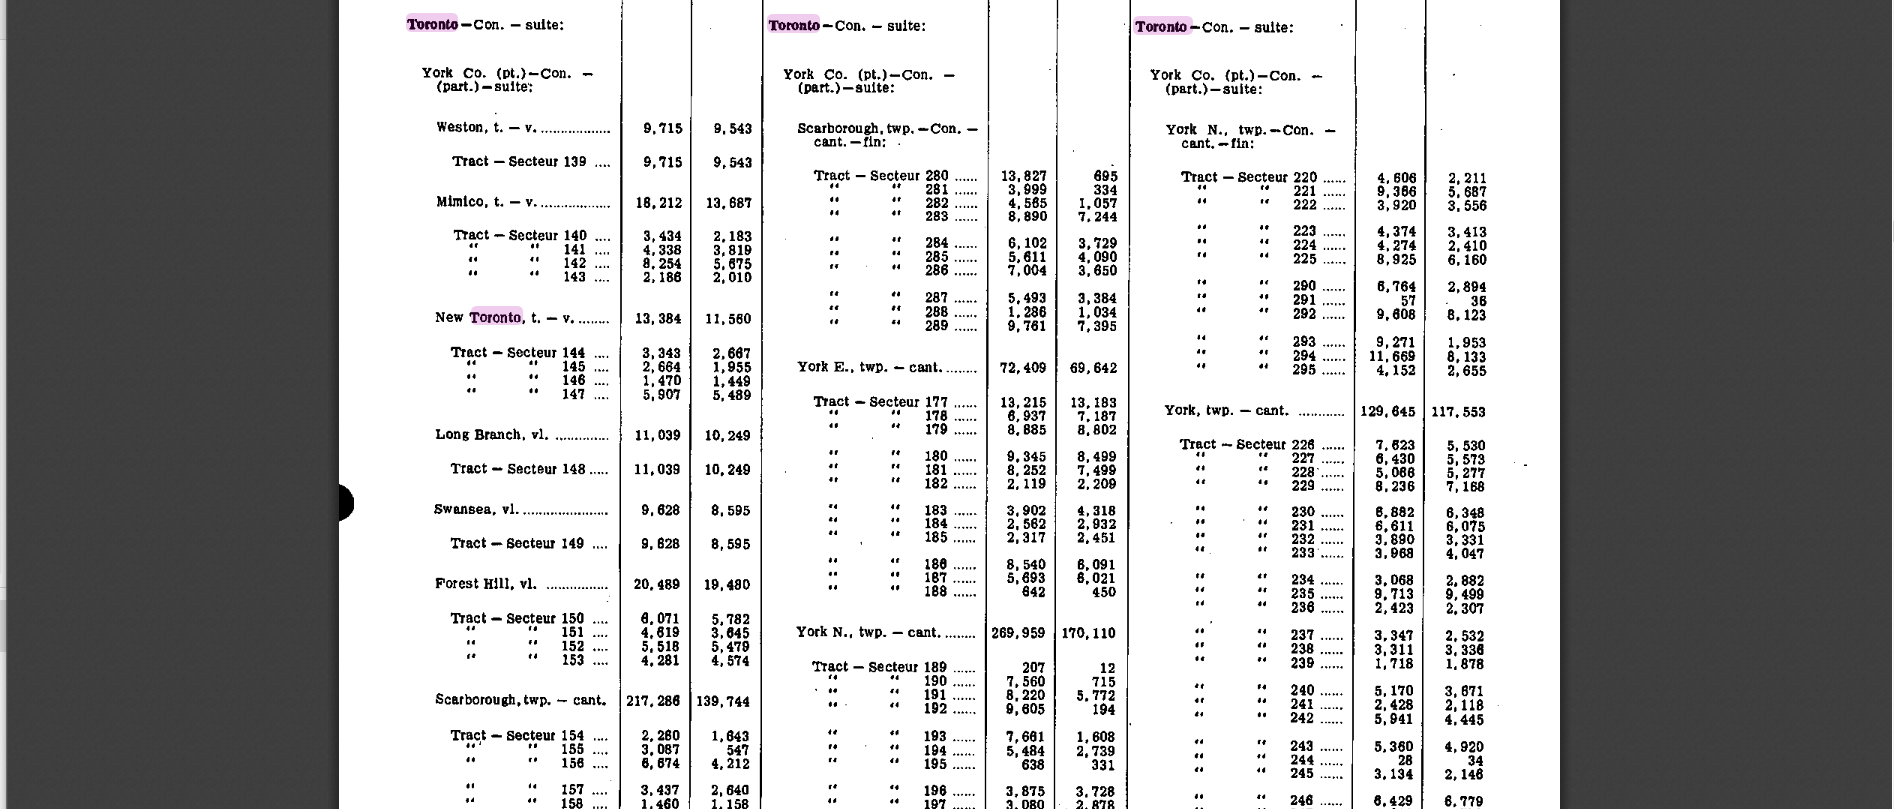 Toronto—Con. — suite:
York Co. (pt.)—Con. —
(part.)—suite:
Weston, t. — v. .................. 9,715 9,543
Tract — Secteur 139 .... 9,715 9,543
Mimico, t. — v. .................. 18,212 13,687
Tract — Secteur 140 .... 3,434 2,183
“ “ 141 .... 4,338 3,819
“ “ 142 .... 8,254 5,675
“ “ 143 .... 2,186 2,010
New Toronto, t. — v. ........ 13,384 11,560
Tract — Secteur 144 .... 3,343 2,667
“ “ 145 .... 2,664 1,955
“ “ 146 .... 1,470 1,449
“ “ 147 .... 5,907 5,489
Long Branch, vl. .............. 11,039 10,249
Tract — Secteur 148 ..... 11,039 10,249
Swansea, vl. ...................... 9,628 8,595
Tract — Secteur 149 .... 9,628 8,595
Forest Hill, vl. ................ 20,489 19,480
Tract — Secteur 150 .... 6,071 5,782
“ “ 151 .... 4,619 3,645
“ “ 152 .... 5,518 5,479
“ “ 153 .... 4,281 4,574
Scarborough, twp. — cant. 217,286 139,744
Tract — Secteur 154 .... 2,260 1,643
“ “ 155 .... 3,087 547
“ “ 156 .... 6,674 4,212
“ “ 157 .... 3,437 2,640
“ “ 158 .... 1,460 1,158
Toronto—Con. — suite:
York Co. (pt.)—Con. —
(part.)—suite:
Scarborough, twp. —Con. —
cant. — fin:
Tract — Secteur 280 ...... 13,827 695
“ “ 281 ...... 3,999 334
“ “ 282 ...... 4,565 1,057
“ “ 283 ...... 8,890 7,244
“ “ 284 ...... 6,102 3,729
“ “ 285 ...... 5,611 4,090
“ “ 286 ...... 7,004 3,650
“ “ 287 ...... 5,493 3,384
“ “ 288 ...... 1,286 1,034
“ “ 289 ...... 9,761 7,395
York E., twp. — cant. ........ 72,409 69,642
Tract — Secteur 177 ...... 13,215 13,183
“ “ 178 ...... 6,937 7,187
“ “ 179 ...... 8,885 8,802
“ “ 180 ...... 9,345 8,499
“ “ 181 ...... 8,252 7,499
“ “ 182 ...... 2,119 2,209
“ “ 183 ...... 3,902 4,318
“ “ 184 ...... 2,562 2,932
“ “ 185 ...... 2,317 2,451
“ “ 186 ...... 8,540 6,091
“ “ 187 ...... 5,693 6,021
“ “ 188 ...... 642 450
York N., twp. — cant. ........ 269,959 170,110
Tract — Secteur 189 ...... 207 12
“ “ 190 ...... 7,560 715
“ “ 191 ...... 8,220 5,772
“ “ 192 ...... 9,605 194
“ “ 193 ...... 7,661 1,608
“ “ 194 ...... 5,484 2,739
“ “ 195 ...... 638 331
“ “ 196 ...... 3,875 3,728
“ “ 197 ...... 3,080 2,878
Toronto—Con. — suite:
York Co. (pt.)—Con. —
(part.)—suite:
York N., twp. —Con. —
cant. — fin:
Tract — Secteur 220 ...... 4,606 2,211
“ “ 221 ...... 9,366 5,687
“ “ 222 ...... 3,920 3,556
“ “ 223 ...... 4,374 3,413
“ “ 224 ...... 4,274 2,410
“ “ 225 ...... 8,925 6,160
“ “ 290 ...... 6,764 2,894
“ “ 291 ...... 57 36
“ “ 292 ...... 9,608 8,123
“ “ 293 ...... 9,271 1,953
“ “ 294 ...... 11,669 8,133
“ “ 295 ...... 4,152 2,655
York, twp. — cant. ........... 129,645 117,553
Tract — Secteur 226 ...... 7,623 5,530
“ “ 227 ...... 6,430 5,573
“ “ 228 ...... 5,066 5,277
“ “ 229 ...... 8,236 7,168
“ “ 230 ...... 6,882 6,348
“ “ 231 ...... 6,611 6,075
“ “ 232 ...... 3,890 3,331
“ “ 233 ...... 3,968 4,047
“ “ 234 ...... 3,068 2,882
“ “ 235 ...... 9,713 9,499
“ “ 236 ...... 2,423 2,307
“ “ 237 ...... 3,347 2,532
“ “ 238 ...... 3,311 3,336
“ “ 239 ...... 1,718 1,878
“ “ 240 ...... 5,170 3,671
“ “ 241 ...... 2,428 2,118
“ “ 242 ...... 5,941 4,445
“ “ 243 ...... 5,360 4,920
“ “ 244 ...... 28 34
“ “ 245 ...... 3,134 2,146
“ “ 246 ...... 6,429 6,779